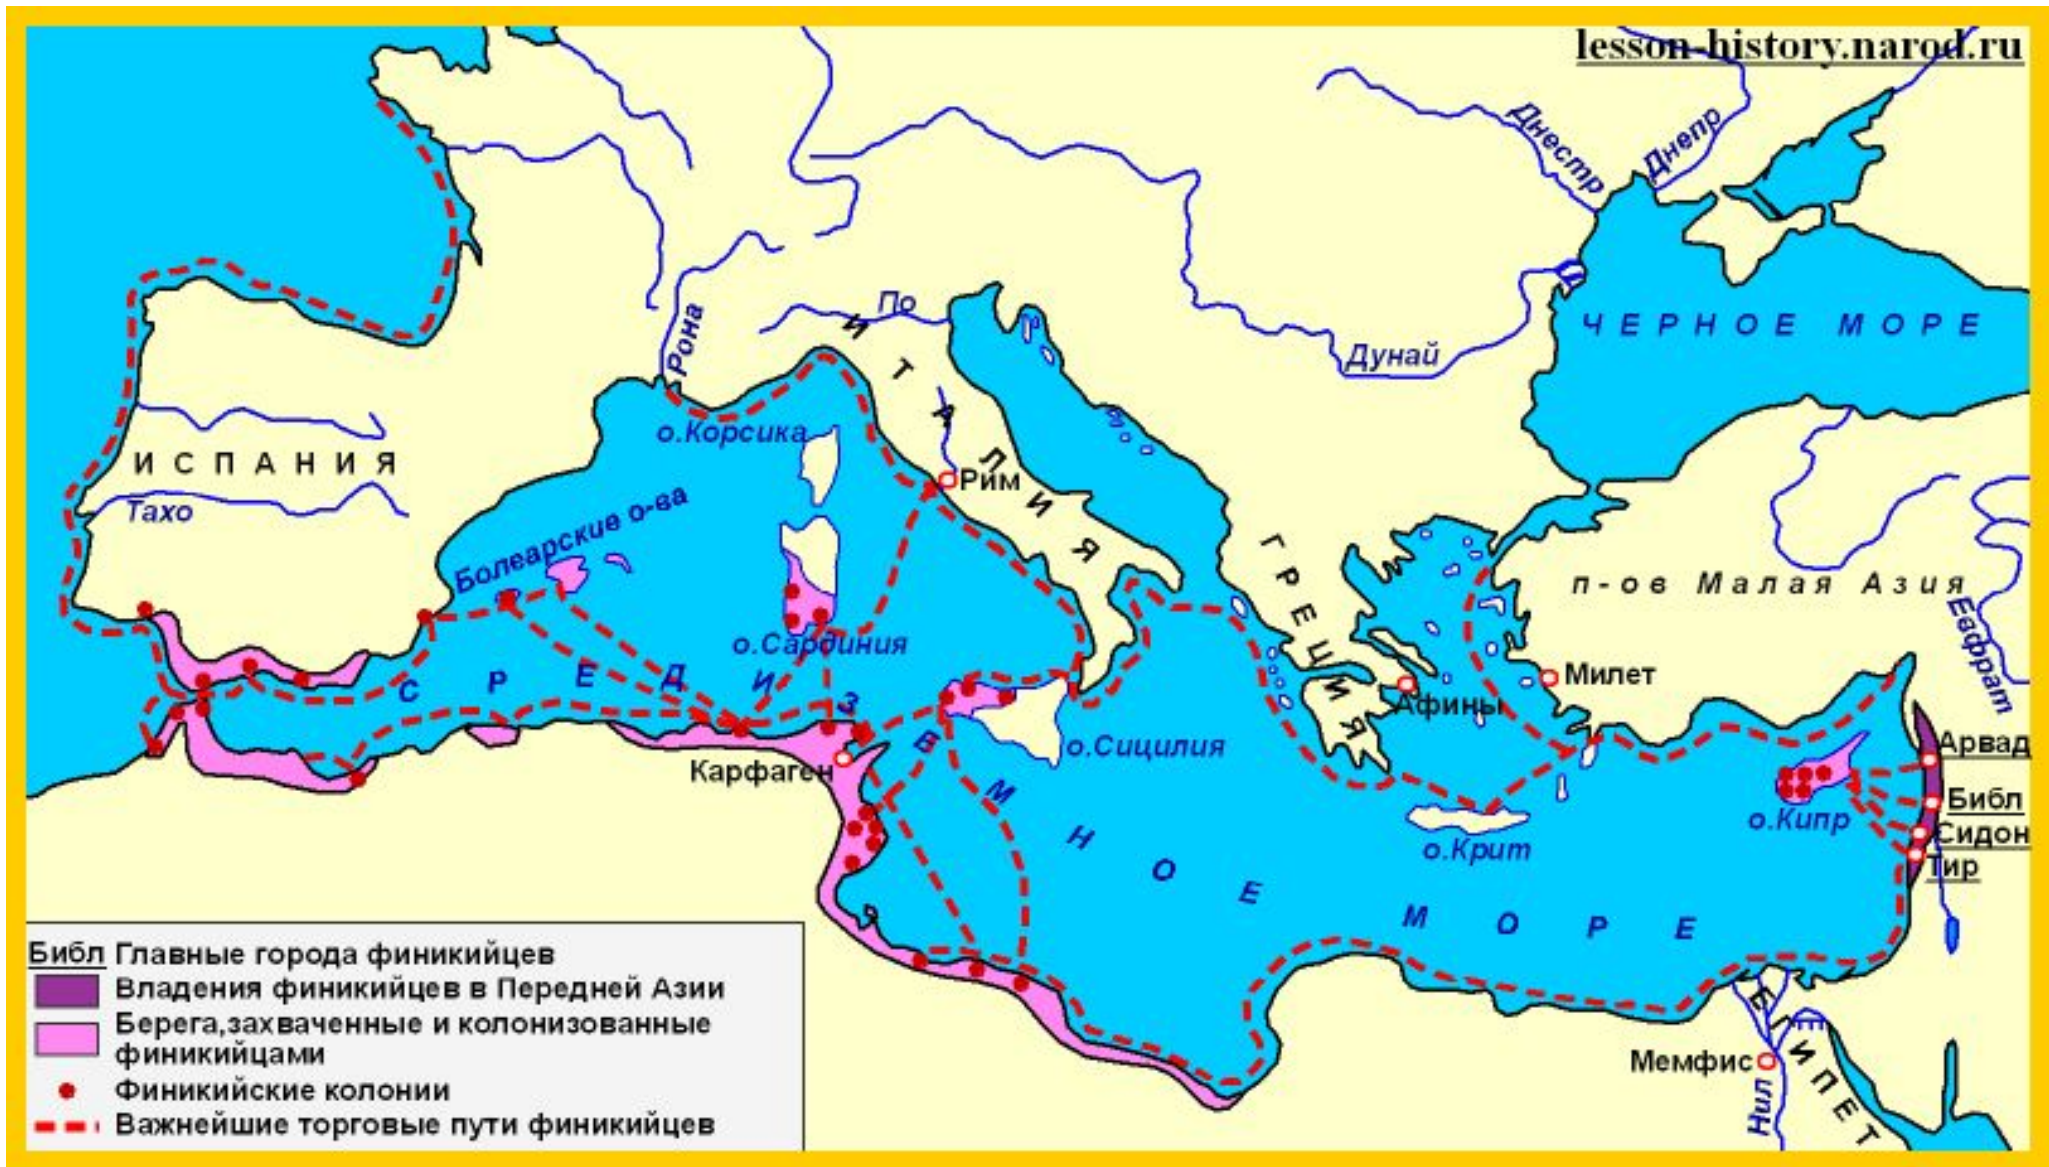 lesson-history.narod.ru
Днестр
Днепр
ЧЕРНОЕ МОРЕ
По
Рона
Дунай
ИТАЛИЯ
о.Корсика
ИСПАНИЯ
Тахо
Рим
Болеарские о-ва
ГРЕЦИЯ
п-ов Малая Азия
Евфрат
о.Сардиния
СРЕДИЗЕМНОЕ МОРЕ
Милет
Афины
о.Сицилия
Карфаген
Арвад
Библ
о.Кипр
Сидон
о.Крит
Тир
ЕГИПЕТ
Мемфис
Нил
Библ Главные города финикийцев
Владения финикийцев в Передней Азии
Берега,захваченные и колонизованные
финикийцами
Финикийские колонии
Важнейшие торговые пути финикийцев